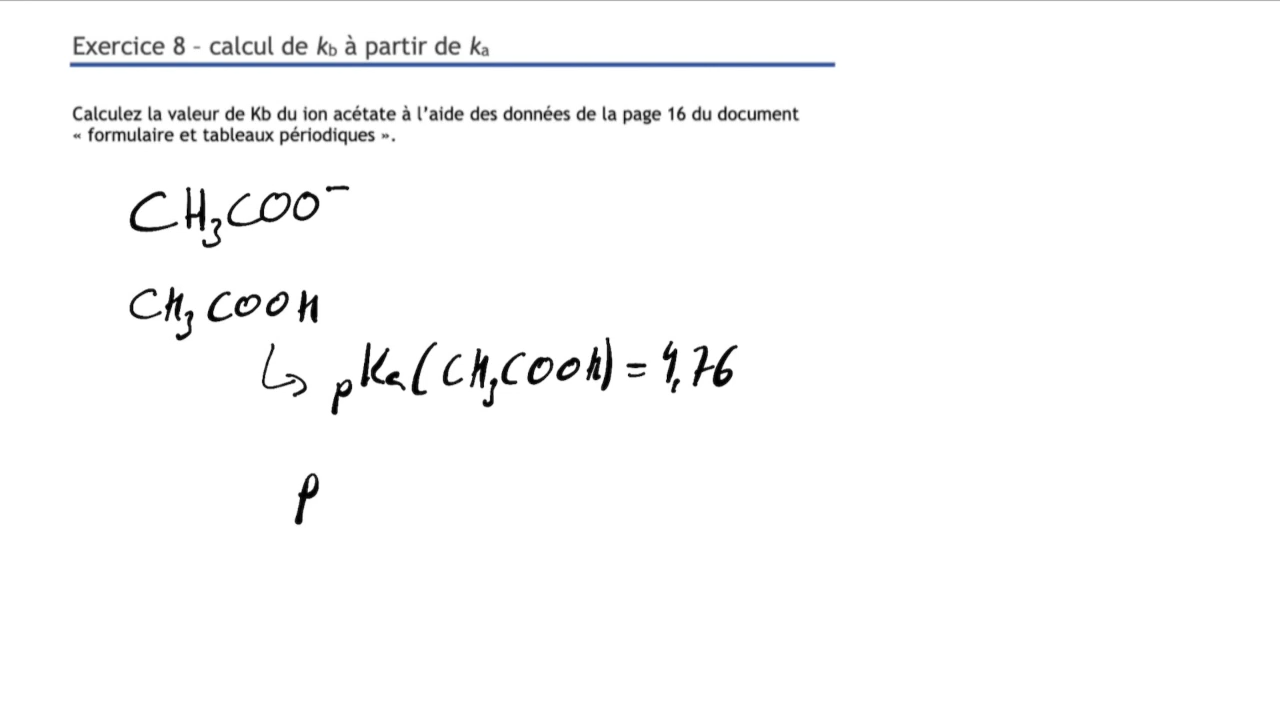 Exercice 8 - calcul de kb à partir de ka
Calculez la valeur de Kb du ion acétate à l'aide des données de la page 16 du document
« formulaire et tableaux périodiques ».
CH₃COO⁻
CH₃COOH
↳ pKa(CH₃COOH) = 4,76
p